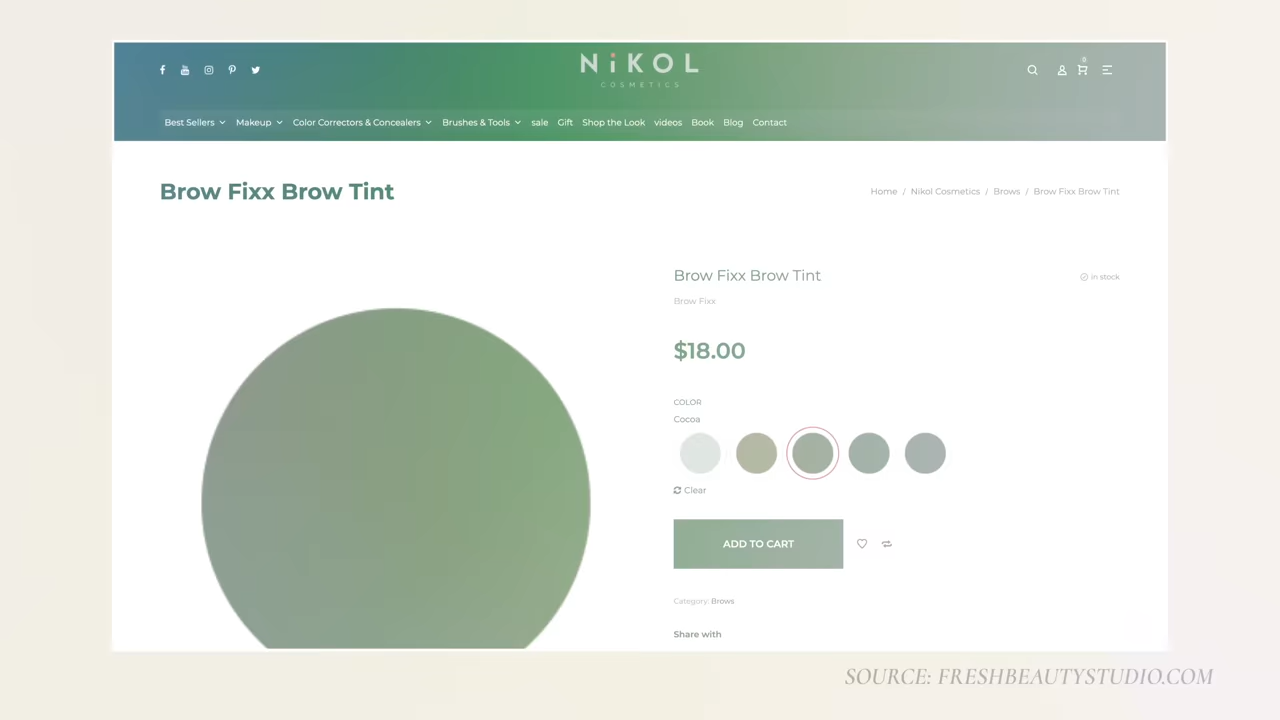 NiKOL
COSMETICS
0
Best Sellers Makeup Color Correctors & Concealers Brushes & Tools sale Gift Shop the Look videos Book Blog Contact
Brow Fixx Brow Tint
Home / Nikol Cosmetics / Brows / Brow Fixx Brow Tint
Brow Fixx Brow Tint
in stock
Brow Fixx
$18.00
COLOR
Cocoa
Clear
ADD TO CART
Category: Brows
Share with
SOURCE: FRESHBEAUTYSTUDIO.COM